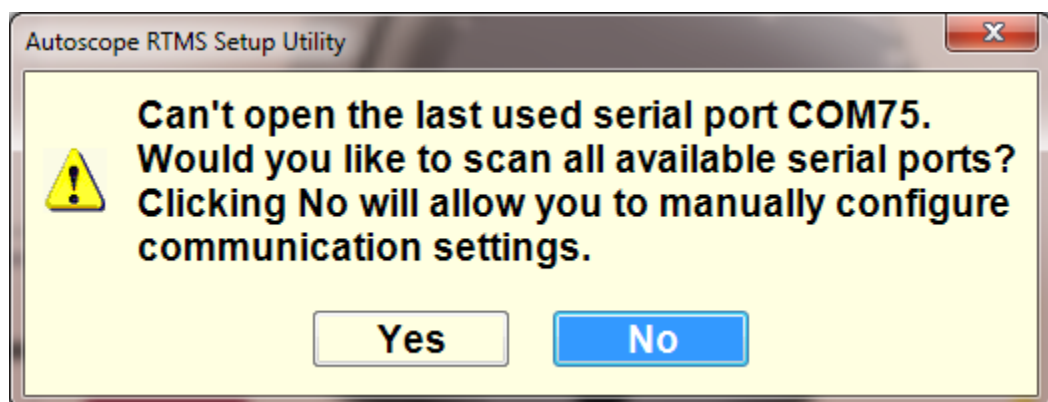 Autoscope RTMS Setup Utility
Can't open the last used serial port COM75.
Would you like to scan all available serial ports?
Clicking No will allow you to manually configure
communication settings.
Yes No